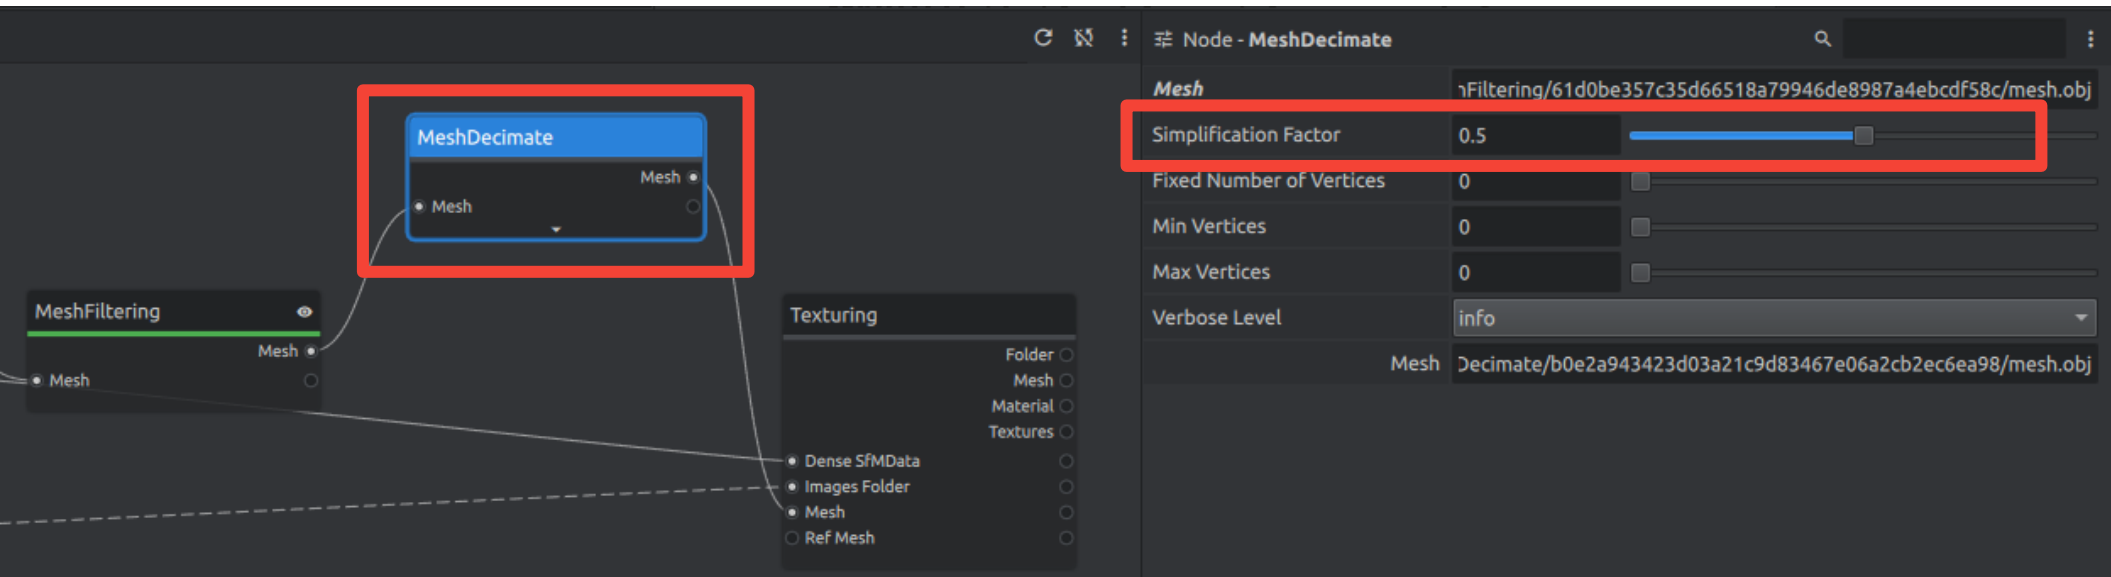 Node - MeshDecimate
MeshDecimate
Mesh
Mesh
MeshFiltering
Mesh
Mesh
Texturing
Folder
Mesh
Material
Textures
Dense SfMData
Images Folder
Mesh
Ref Mesh
Mesh Filtering/61d0be357c35d66518a79946de8987a4ebcdf58c/mesh.obj
Simplification Factor 0.5
Fixed Number of Vertices 0
Min Vertices 0
Max Vertices 0
Verbose Level info
Mesh Decimate/b0e2a943423d03a21c9d83467e06a2cb2ec6ea98/mesh.obj